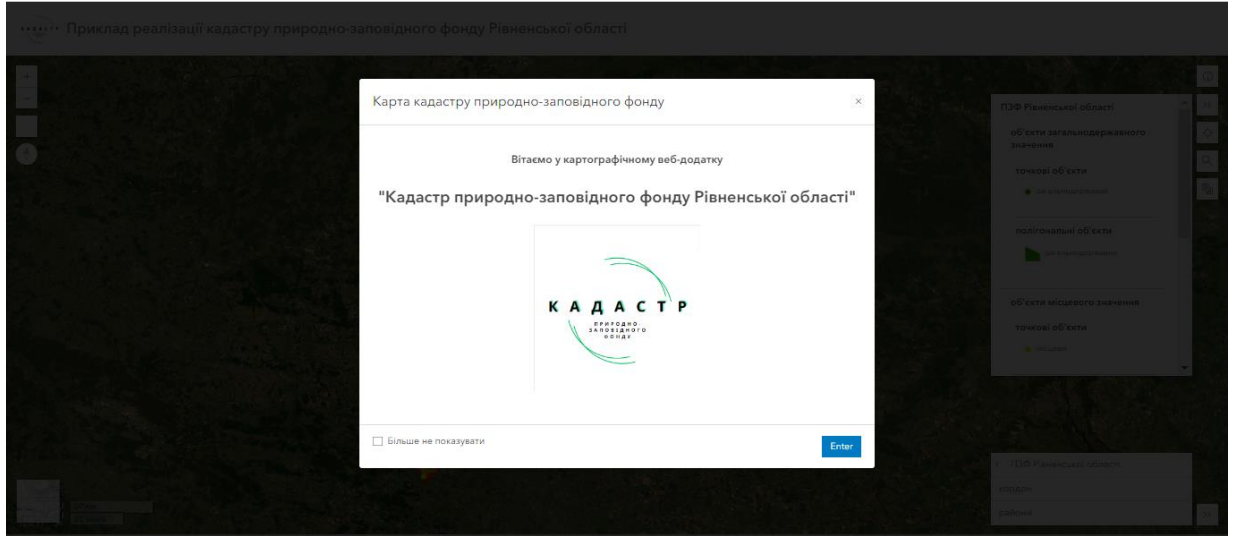 Приклад реалізації кадастру природно-заповідного фонду Рівненської області
Карта кадастру природно-заповідного фонду
×
Вітаємо у картографічному веб-додатку
"Кадастр природно-заповідного фонду Рівненської області"
КАДАСТР
ПРИРОДНО
ЗАПОВІДНОГО
ФОНДУ
Більше не показувати
Enter
ПЗФ Рівненської області
об'єкти загальнодержавного
значення
точкові об'єкти
полігональні об'єкти
об'єкти місцевого значення
точкові об'єкти
ПЗФ Рівненської області
кордон
райони